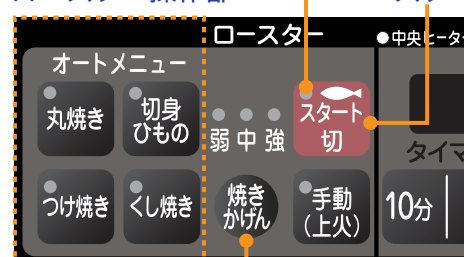 ロースター
●中央ヒーター
オートメニュー
丸焼き
切身
ひもの
弱 中 強
スタート
切
つけ焼き
くし焼き
焼き
かげん
手動
(上火)
タイマ
10分